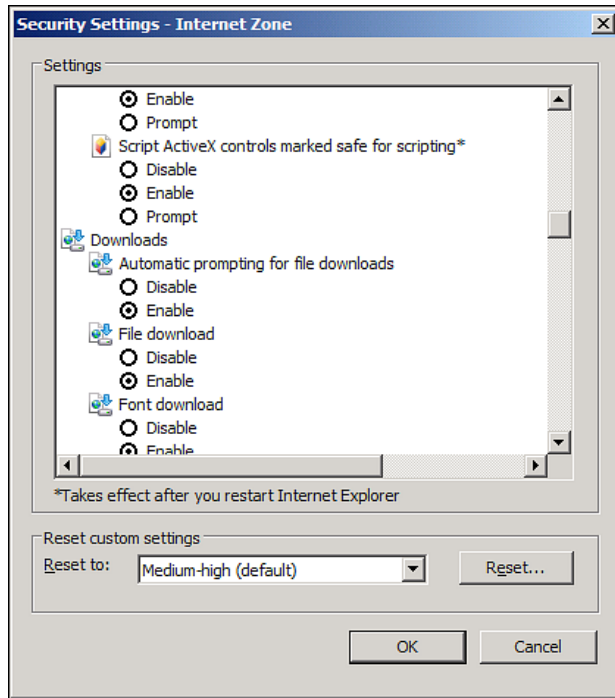 Security Settings - Internet Zone
Settings
Enable
Prompt
Script ActiveX controls marked safe for scripting*
Disable
Enable
Prompt
Downloads
Automatic prompting for file downloads
Disable
Enable
File download
Disable
Enable
Font download
Disable
Enable
*Takes effect after you restart Internet Explorer
Reset custom settings
Reset to: Medium-high (default) Reset...
OK Cancel